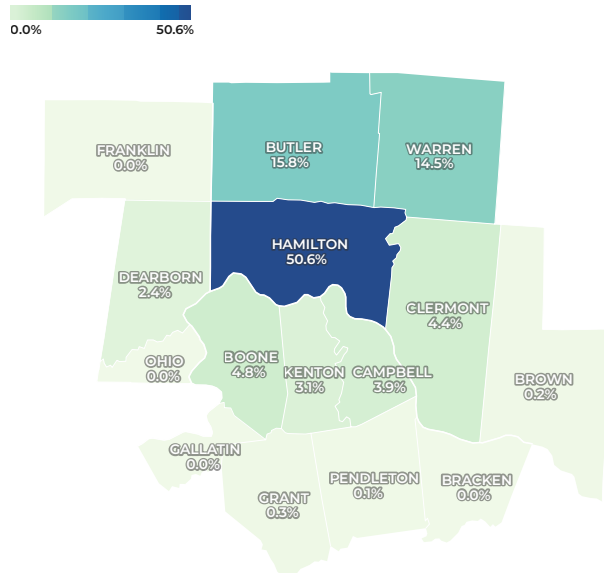 0.0% 50.6%
FRANKLIN
0.0%
BUTLER
15.8%
WARREN
14.5%
HAMILTON
50.6%
DEARBORN
2.4%
CLERMONT
4.4%
OHIO
0.0%
BOONE
4.8%
KENTON
3.1%
CAMPBELL
3.9%
BROWN
0.2%
GALLATIN
0.0%
GRANT
0.3%
PENDLETON
0.1%
BRACKEN
0.0%